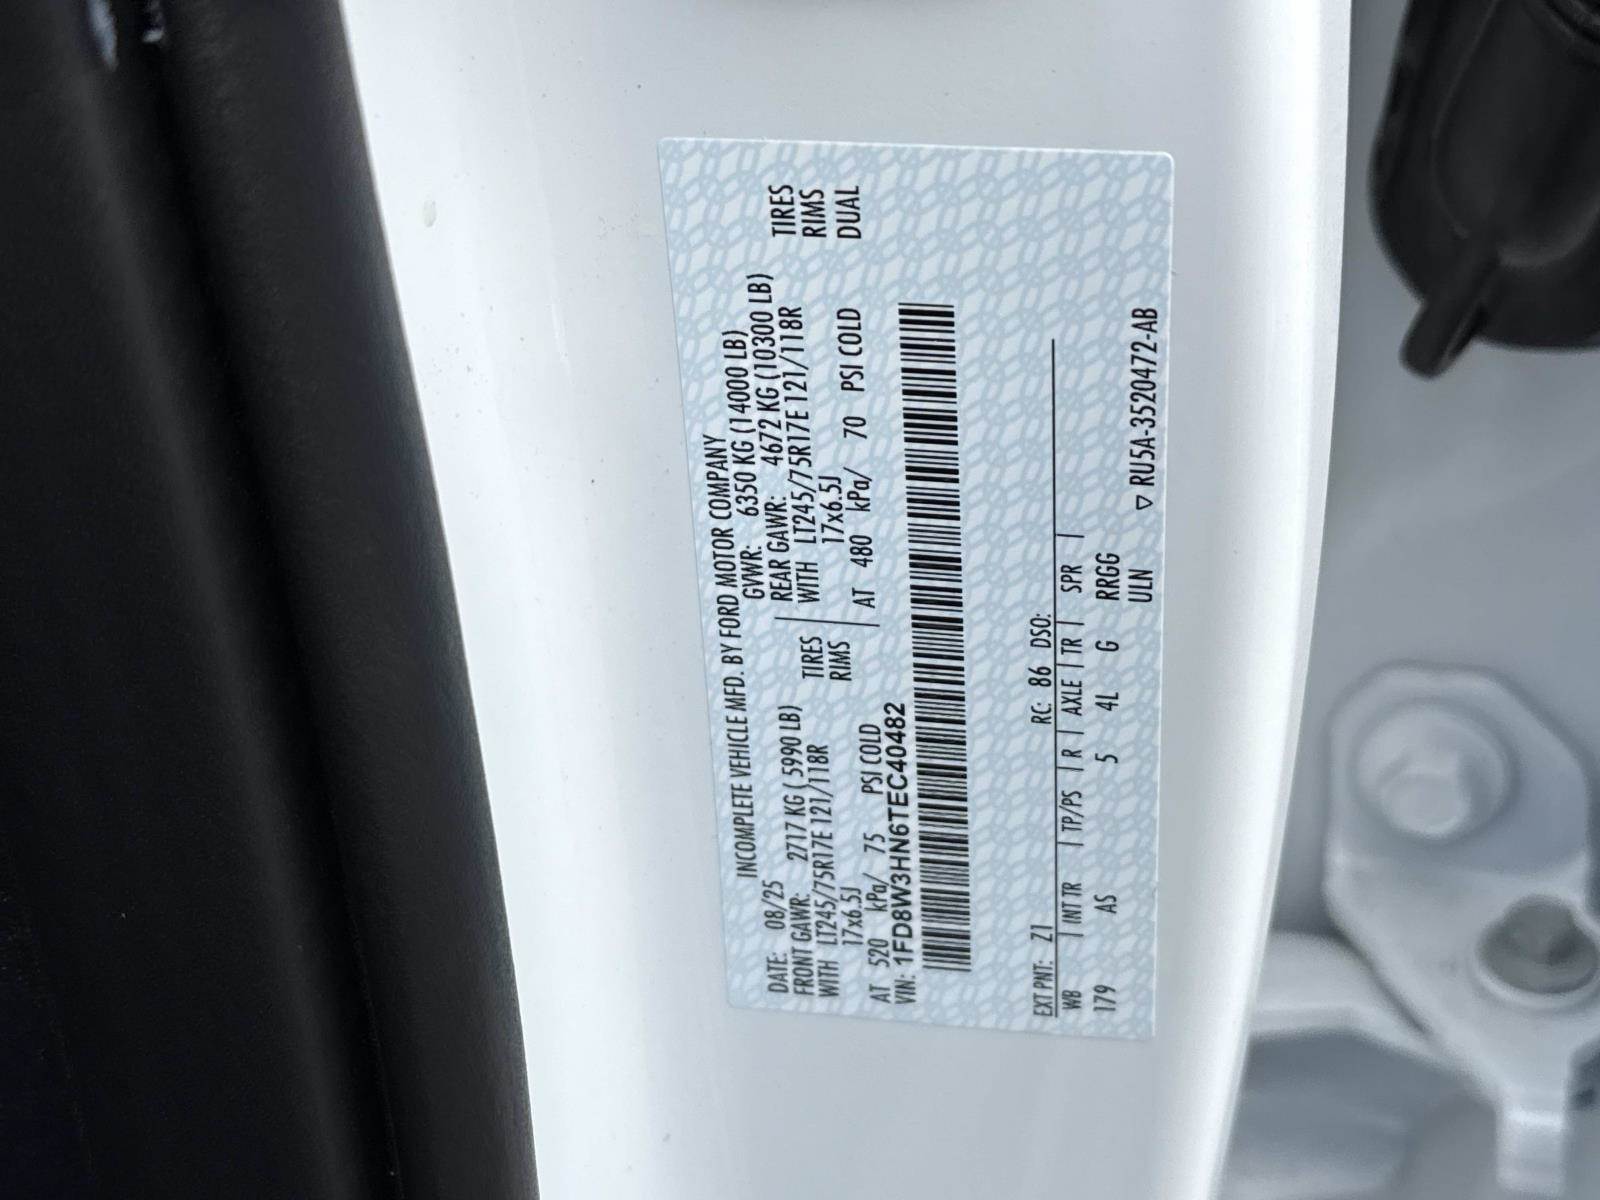 INCOMPLETE VEHICLE MFD. BY FORD MOTOR COMPANY
DATE: 08/25 GVWR: 6350 KG (14000 LB)
FRONT GAWR: 2717 KG ( 5990 LB) REAR GAWR: 4672 KG (10300 LB)
WITH LT245/75R17E 121/118R TIRES WITH LT245/75R17E 121/118R TIRES
17x6.5J RIMS 17x6.5J RIMS
AT 520 kPa/ 75 PSI COLD AT 480 kPa/ 70 PSI COLD DUAL
VIN: 1FD8W3HN6TEC40482
EXT PNT: Z1 RC: 86 DSO:
WB | INT TR | TP/PS | R | AXLE | TR | SPR |
179 AS 5 4L G RRGG
ULN ▽ RU5A-3520472-AB